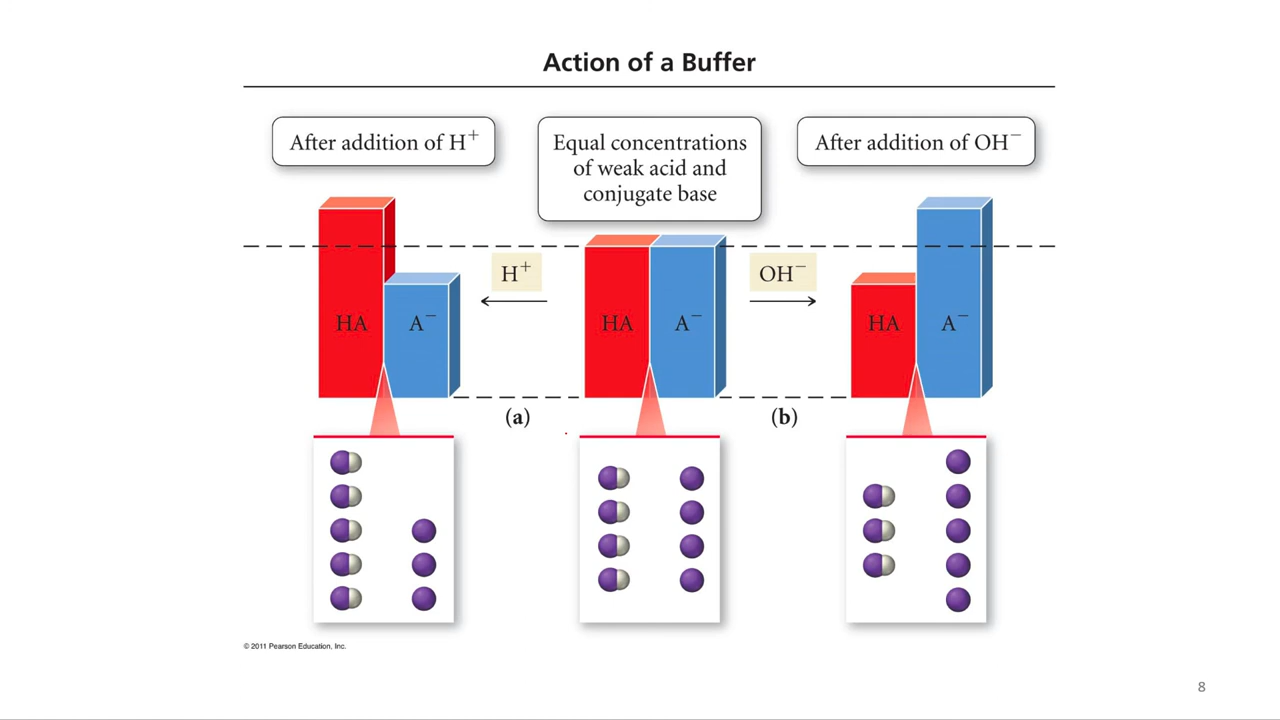 Action of a Buffer
After addition of H⁺
Equal concentrations
of weak acid and
conjugate base
After addition of OH⁻
H⁺
OH⁻
HA
A⁻
HA
A⁻
HA
A⁻
(a)
(b)
© 2011 Pearson Education, Inc.
8